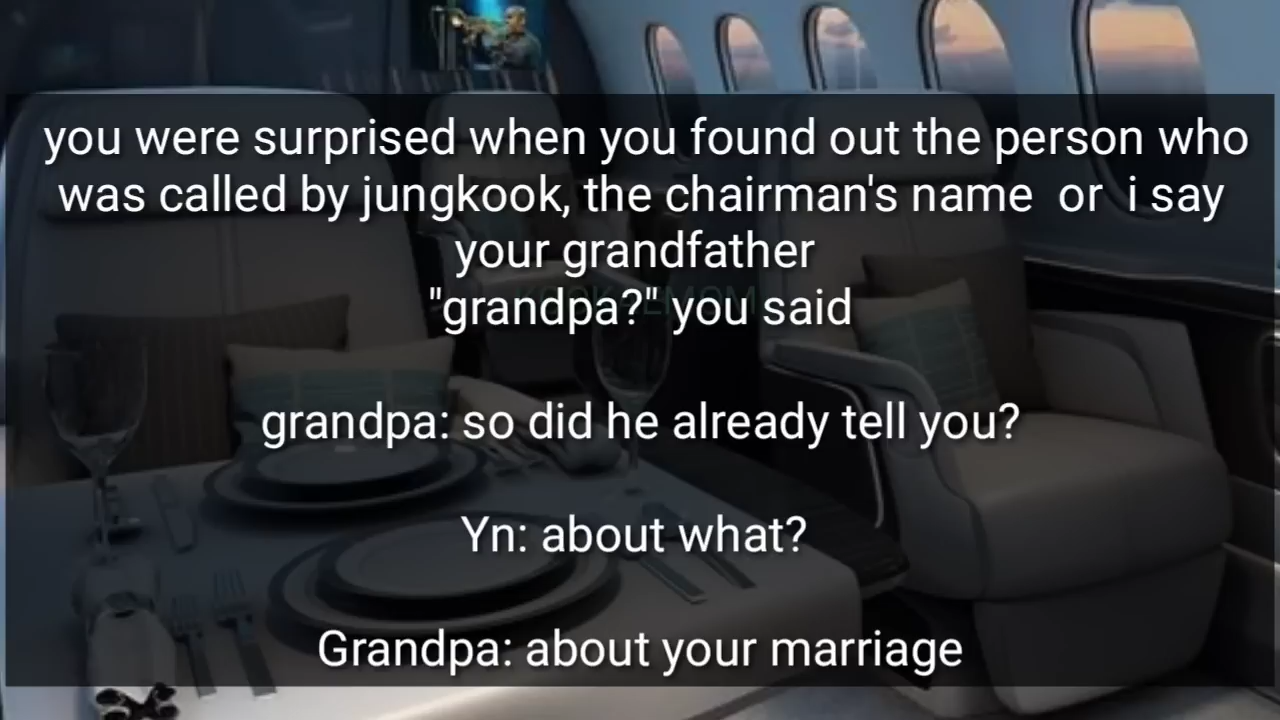 you were surprised when you found out the person who
was called by jungkook, the chairman's name or i say
your grandfather
"grandpa?" you said
grandpa: so did he already tell you?
Yn: about what?
Grandpa: about your marriage